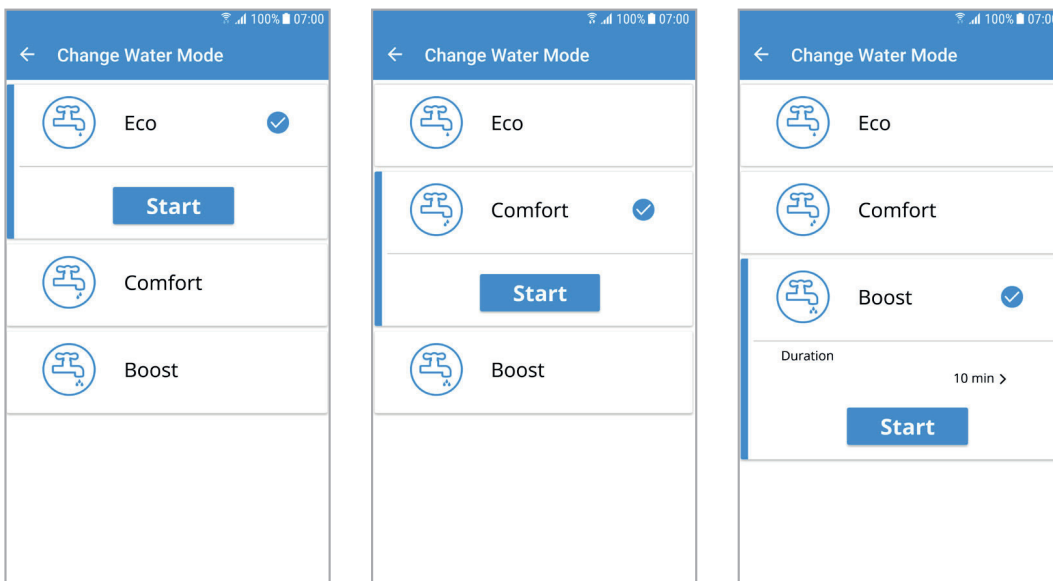 100% 07:00
Change Water Mode
Eco
Start
Comfort
Boost
100% 07:00
Change Water Mode
Eco
Comfort
Start
Boost
100% 07:00
Change Water Mode
Eco
Comfort
Boost
Duration
10 min
Start